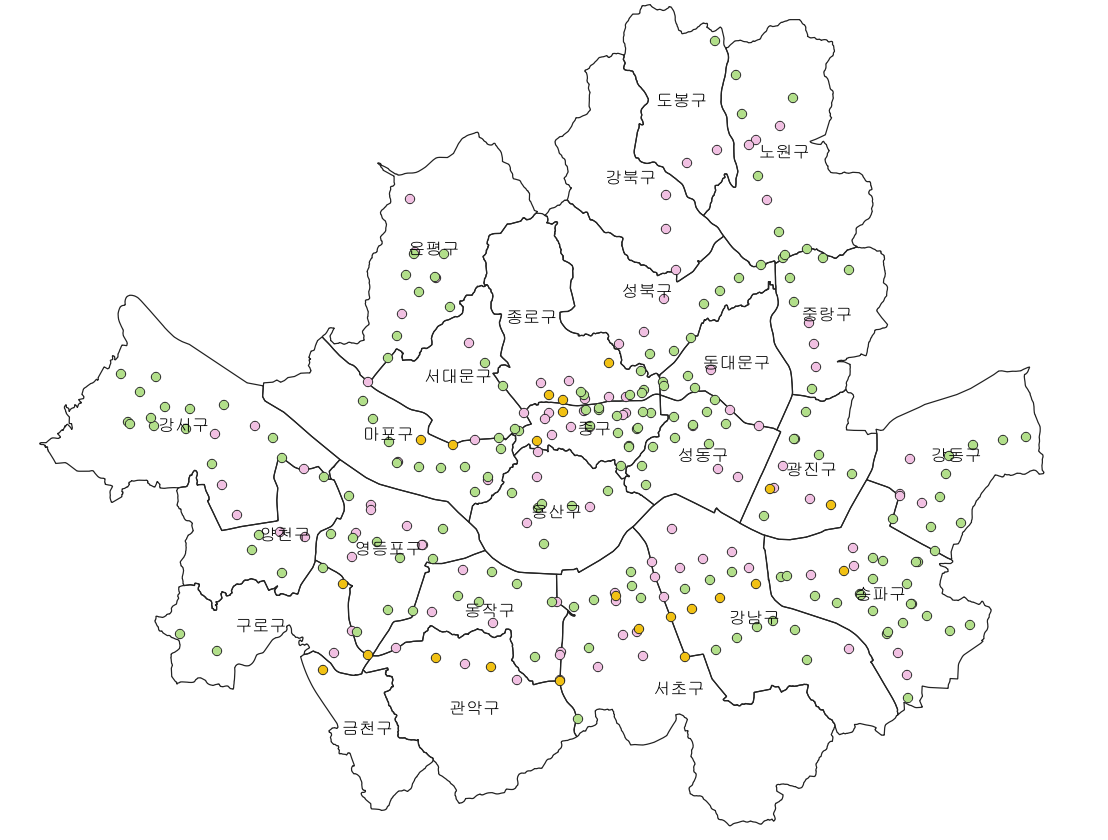 도봉구
노원구
강북구
은평구
성북구
종로구
중랑구
동대문구
서대문구
강서구
마포구
중구
성동구
강동구
광진구
용산구
양천구
영등포구
송파구
동작구
강남구
구로구
서초구
관악구
금천구